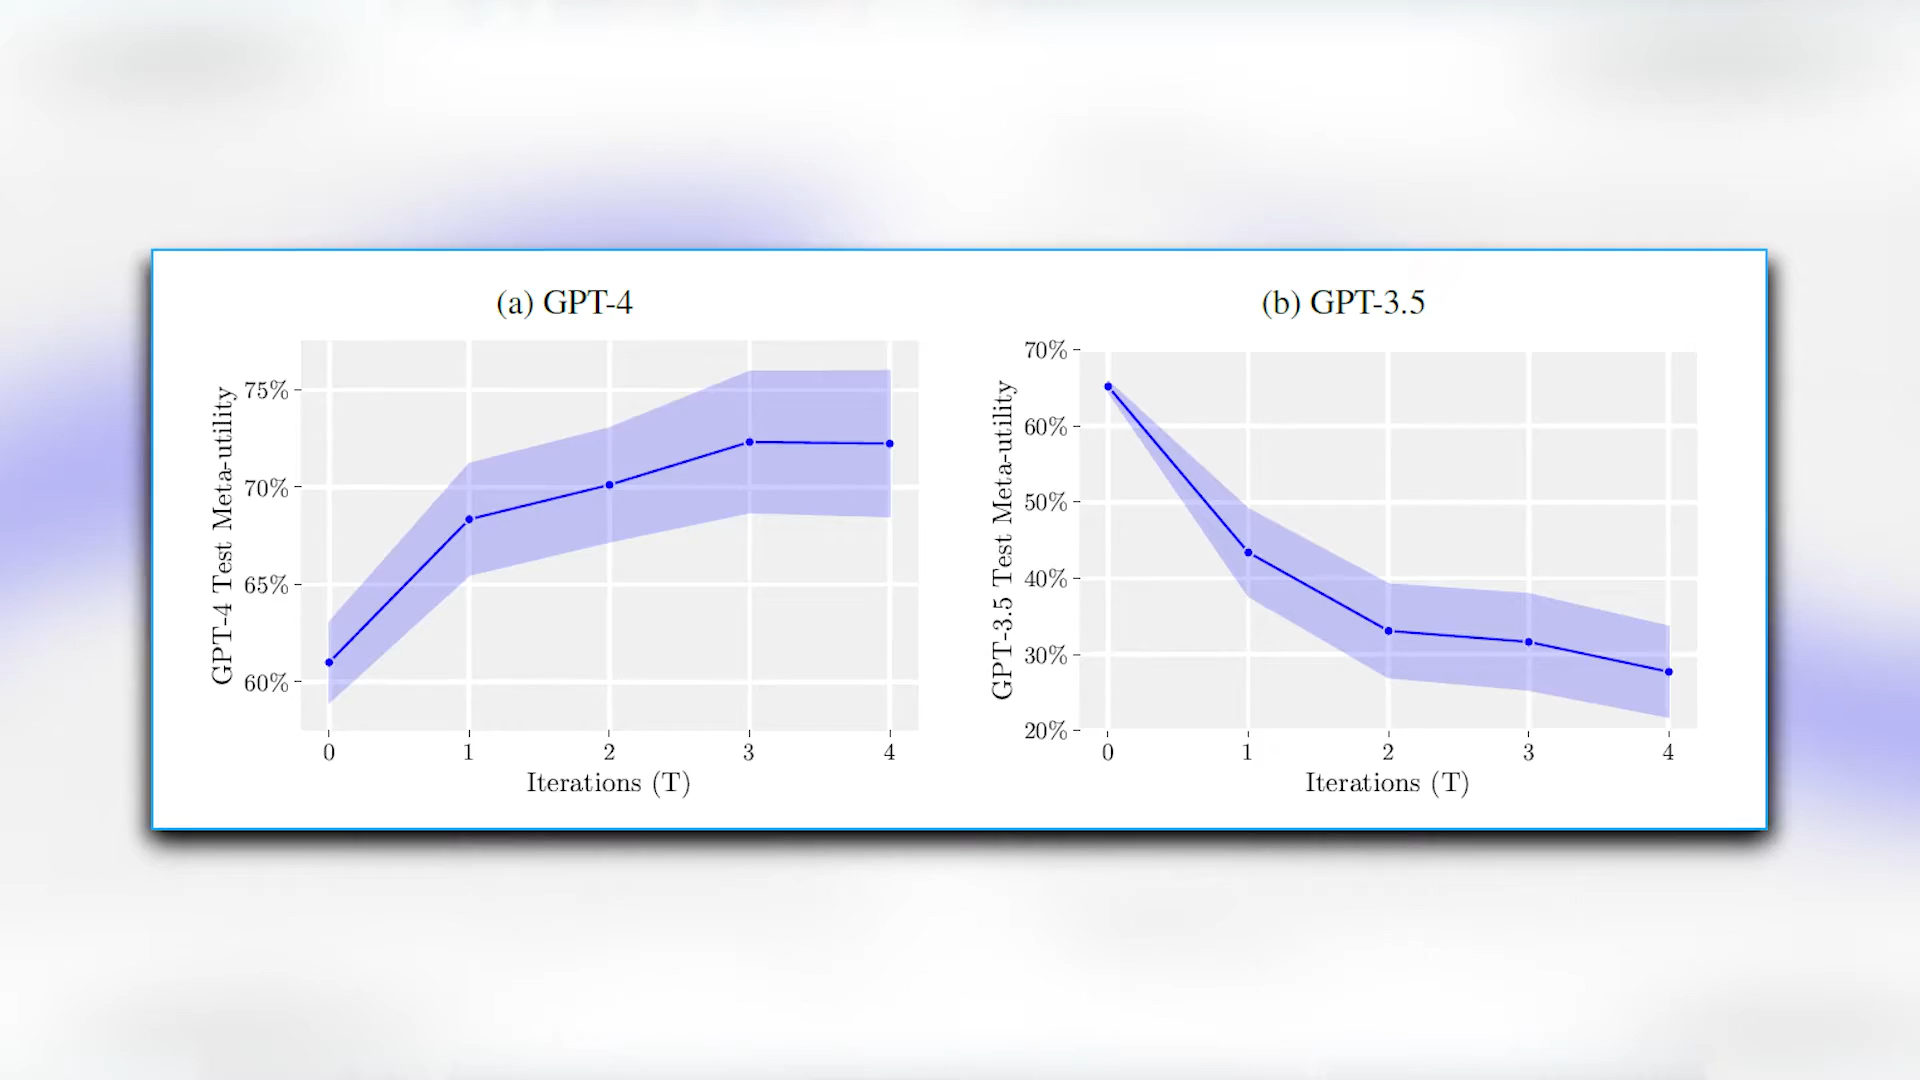 (a) GPT-4
GPT-4 Test Meta-utility
75%
70%
65%
60%
0 1 2 3 4
Iterations (T)
(b) GPT-3.5
GPT-3.5 Test Meta-utility
70%
60%
50%
40%
30%
20%
0 1 2 3 4
Iterations (T)